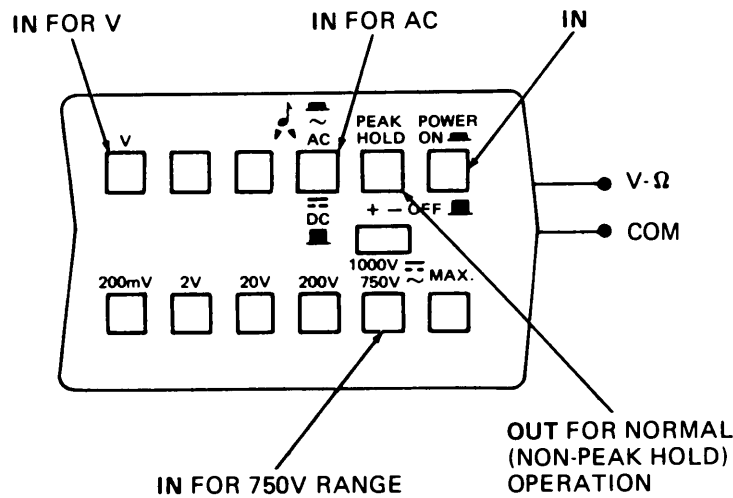 IN FOR V
IN FOR AC
IN
V
~
AC
PEAK
HOLD
POWER
ON
V-Ω
DC
+ - OFF
COM
1000V
~ MAX.
200mV 2V 20V 200V 750V
IN FOR 750V RANGE
OUT FOR NORMAL
(NON-PEAK HOLD)
OPERATION